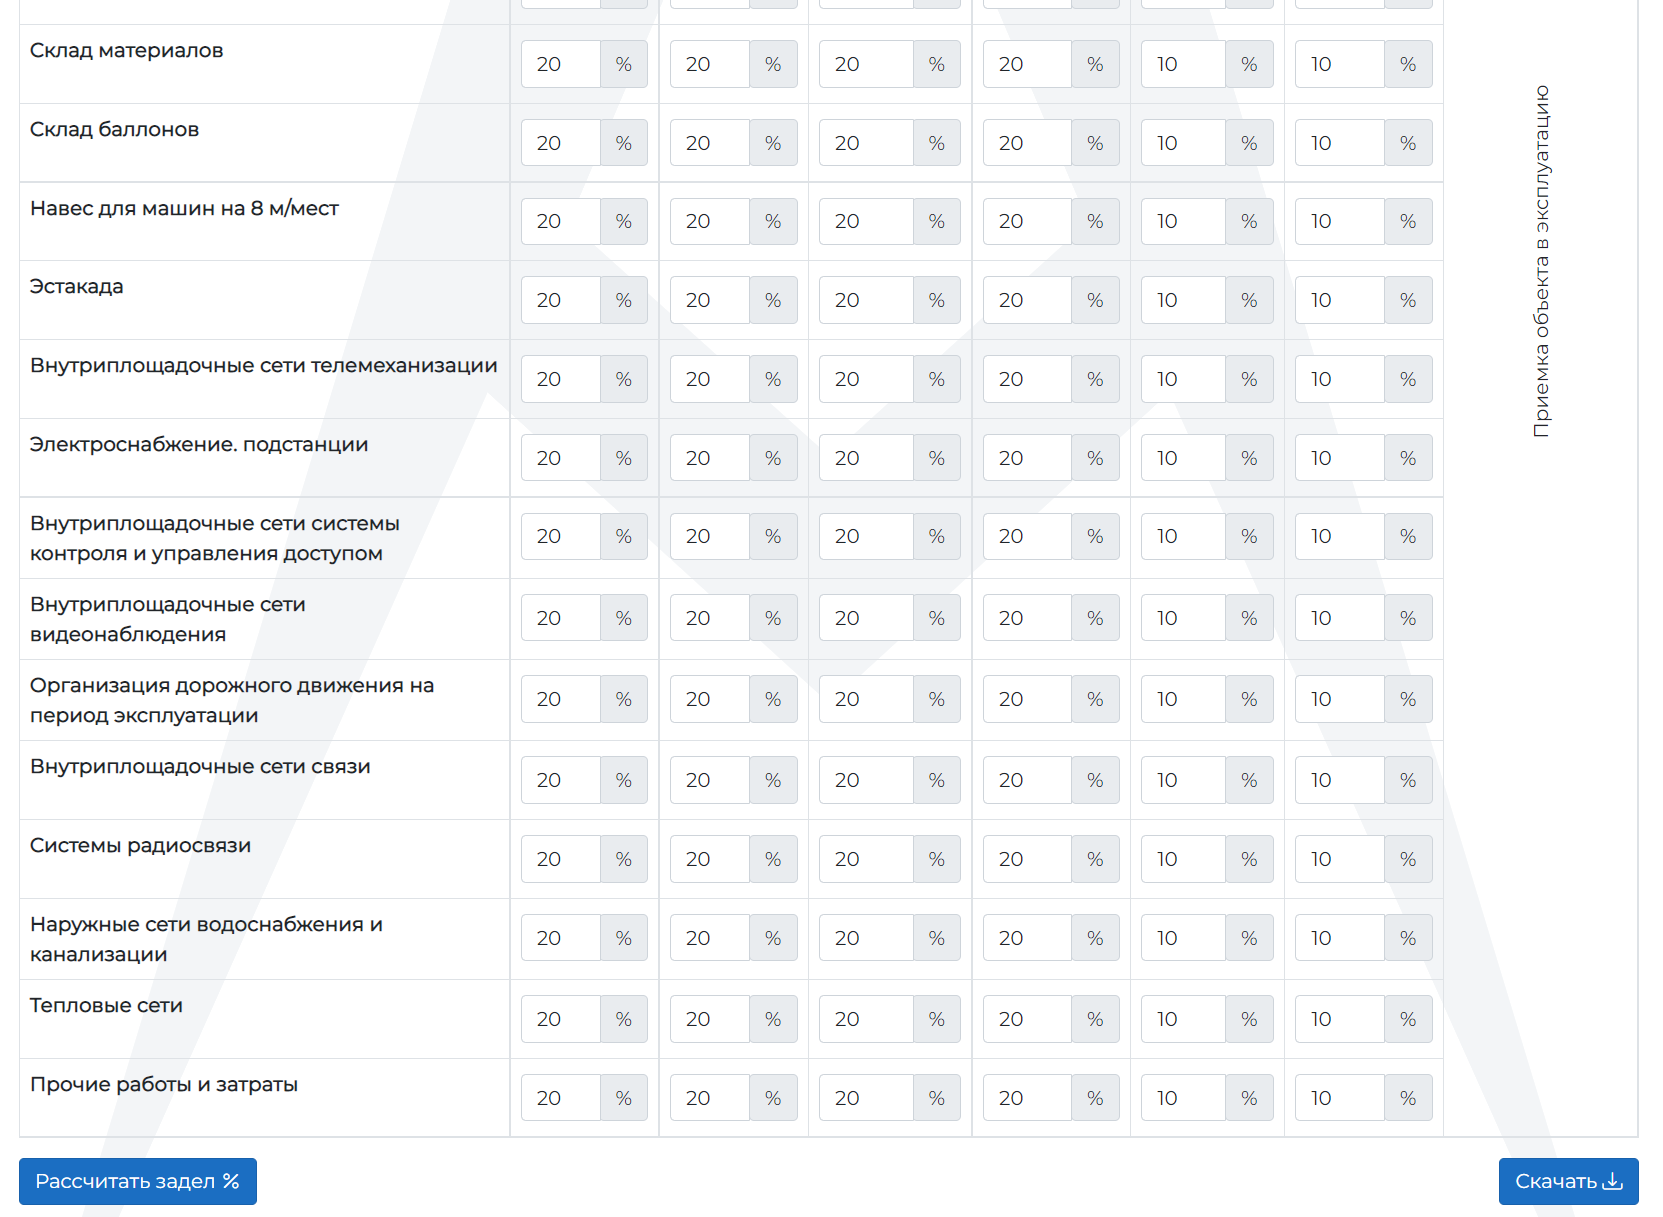 Склад материалов 20 % 20 % 20 % 20 % 10 % 10 %
Склад баллонов 20 % 20 % 20 % 20 % 10 % 10 %
Навес для машин на 8 м/мест 20 % 20 % 20 % 20 % 10 % 10 %
Эстакада 20 % 20 % 20 % 20 % 10 % 10 %
Внутриплощадочные сети телемеханизации 20 % 20 % 20 % 20 % 10 % 10 %
Электроснабжение. подстанции 20 % 20 % 20 % 20 % 10 % 10 %
Внутриплощадочные сети системы
контроля и управления доступом 20 % 20 % 20 % 20 % 10 % 10 %
Внутриплощадочные сети
видеонаблюдения 20 % 20 % 20 % 20 % 10 % 10 %
Организация дорожного движения на
период эксплуатации 20 % 20 % 20 % 20 % 10 % 10 %
Внутриплощадочные сети связи 20 % 20 % 20 % 20 % 10 % 10 %
Системы радиосвязи 20 % 20 % 20 % 20 % 10 % 10 %
Наружные сети водоснабжения и
канализации 20 % 20 % 20 % 20 % 10 % 10 %
Тепловые сети 20 % 20 % 20 % 20 % 10 % 10 %
Прочие работы и затраты 20 % 20 % 20 % 20 % 10 % 10 %
Приемка объекта в эксплуатацию
Рассчитать задел %
Скачать